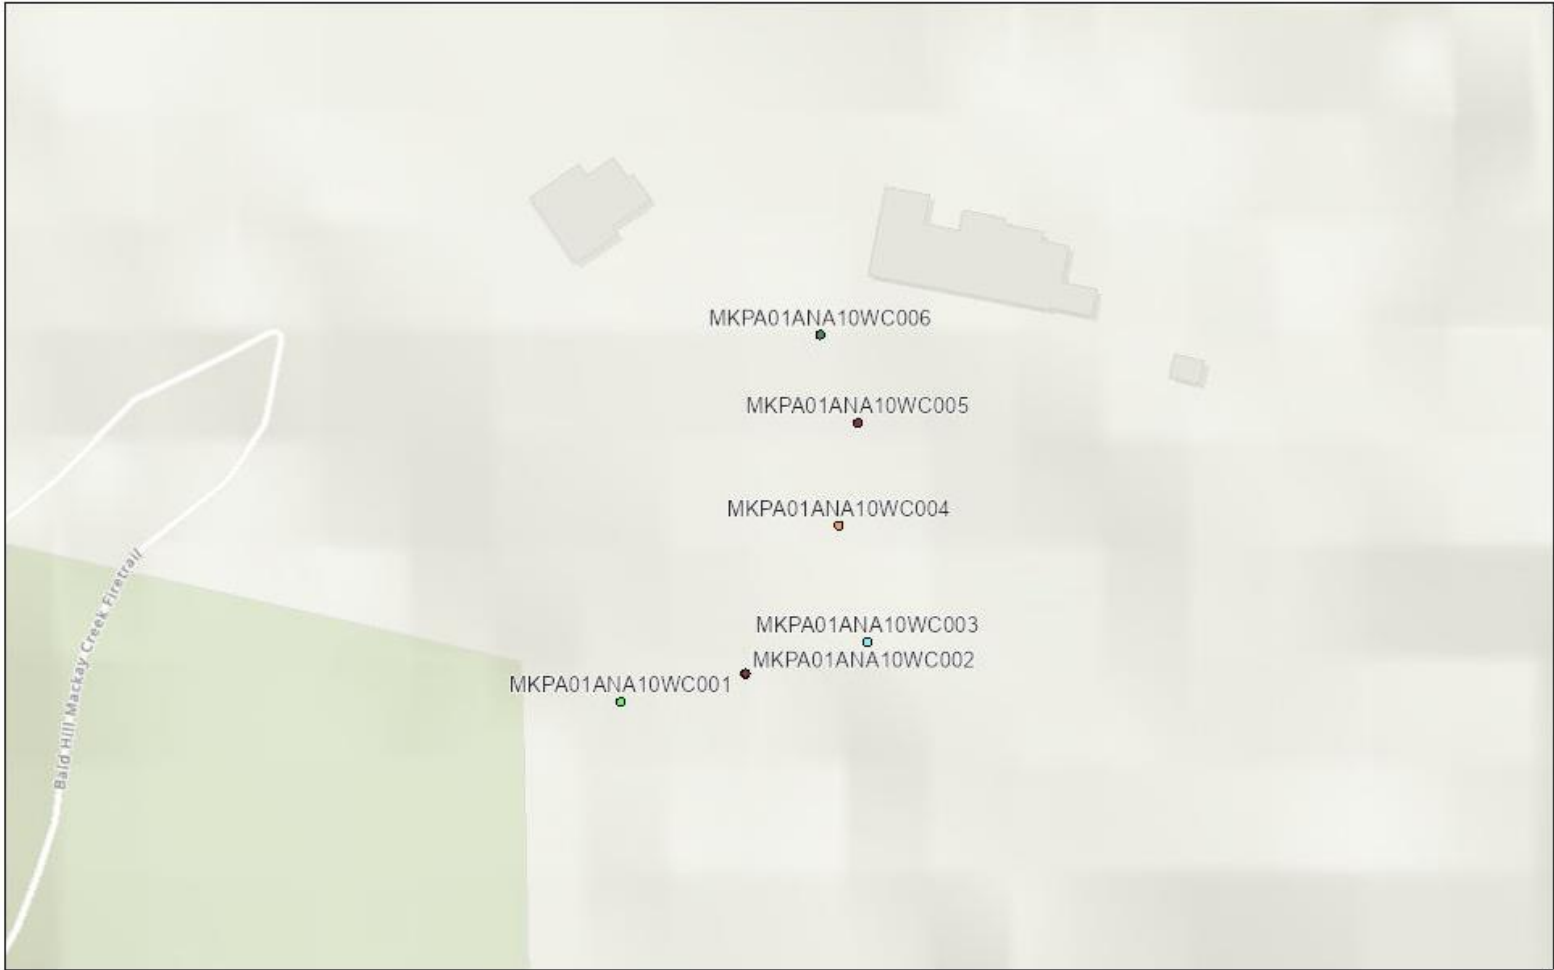 MKPA01ANA10WC006
MKPA01ANA10WC005
MKPA01ANA10WC004
MKPA01ANA10WC003
MKPA01ANA10WC002
MKPA01ANA10WC001
Bald Hill Mackay Creek Firetrail